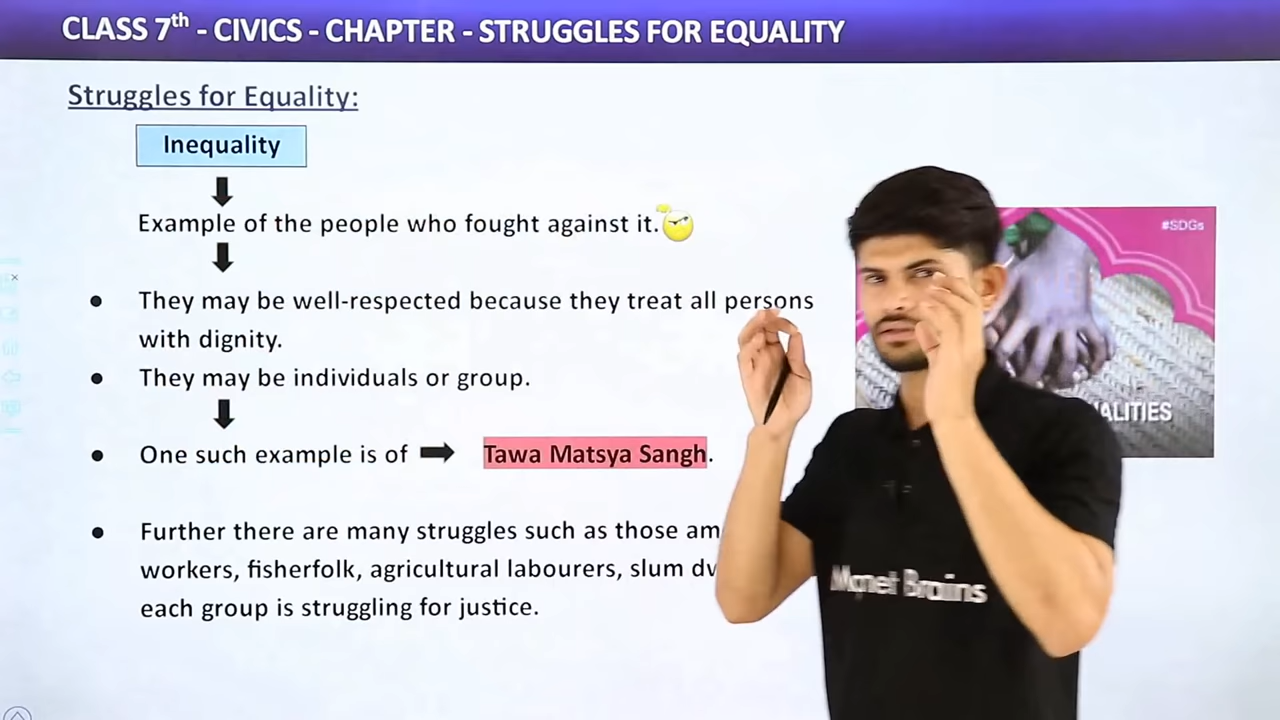 CLASS 7th - CIVICS - CHAPTER - STRUGGLES FOR EQUALITY
Struggles for Equality:
Inequality
Example of the people who fought against it.
#SDGs
They may be well-respected because they treat all persons
with dignity.
They may be individuals or group.
ALITIES
One such example is of Tawa Matsya Sangh.
Further there are many struggles such as those am
workers, fisherfolk, agricultural labourers, slum dw
each group is struggling for justice.
Magnet Brains